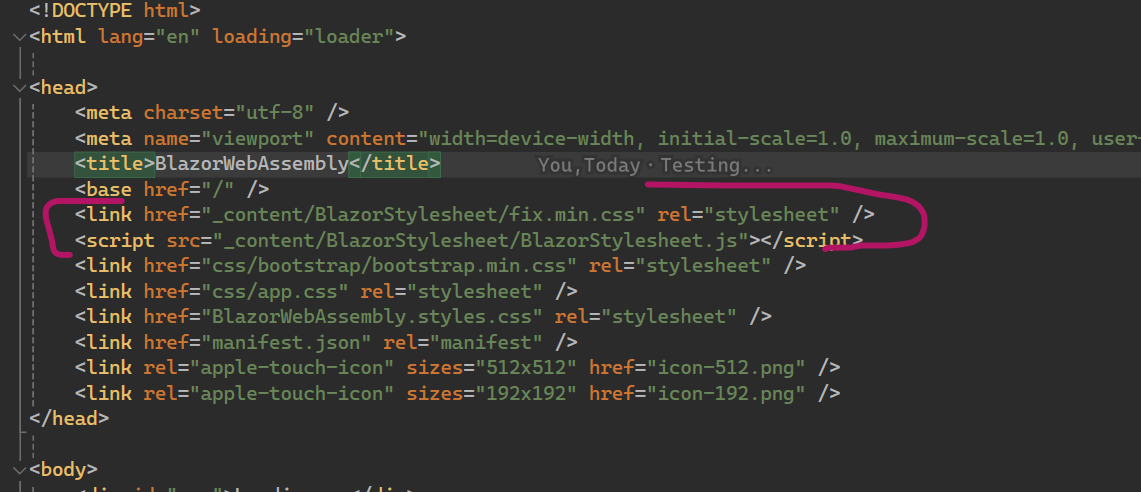 <!DOCTYPE html>
<html lang="en" loading="loader">
<head>
<meta charset="utf-8" />
<meta name="viewport" content="width=device-width, initial-scale=1.0, maximum-scale=1.0, user-
<title>BlazorWebAssembly</title> You,Today · Testing...
<base href="/" />
<link href="_content/BlazorStylesheet/fix.min.css" rel="stylesheet" />
<script src="_content/BlazorStylesheet/BlazorStylesheet.js"></script>
<link href="css/bootstrap/bootstrap.min.css" rel="stylesheet" />
<link href="css/app.css" rel="stylesheet" />
<link href="BlazorWebAssembly.styles.css" rel="stylesheet" />
<link href="manifest.json" rel="manifest" />
<link rel="apple-touch-icon" sizes="512x512" href="icon-512.png" />
<link rel="apple-touch-icon" sizes="192x192" href="icon-192.png" />
</head>
<body>